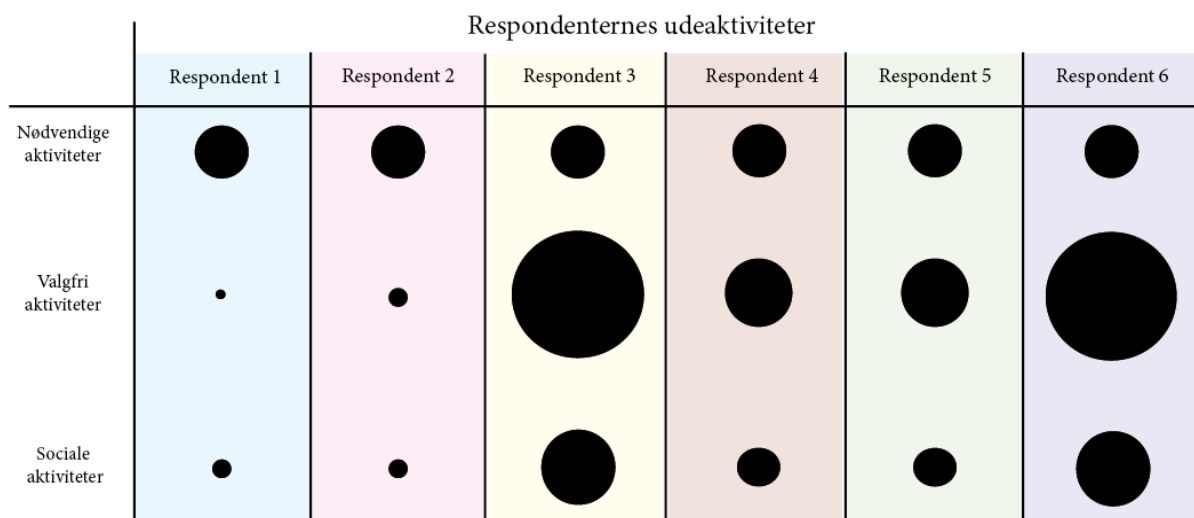 Respondenternes udeaktiviteter
Respondent 1
Respondent 2
Respondent 3
Respondent 4
Respondent 5
Respondent 6
Nødvendige
aktiviteter
Valgfri
aktiviteter
Sociale
aktiviteter